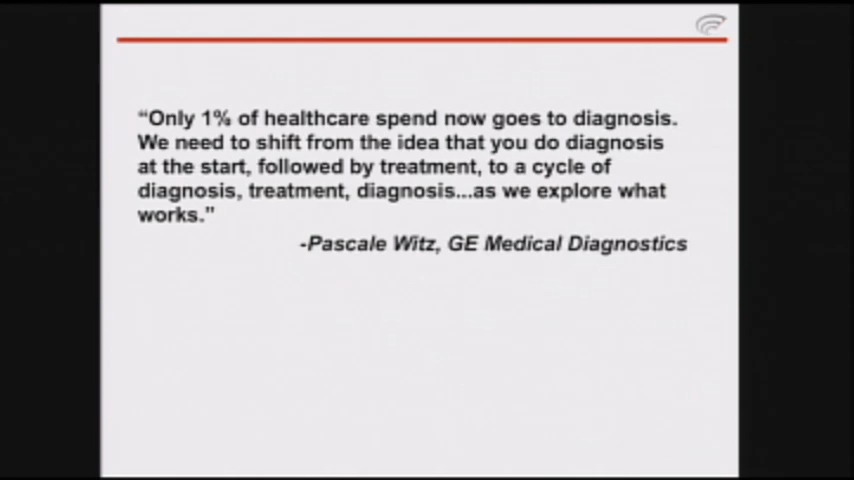 “Only 1% of healthcare spend now goes to diagnosis.
We need to shift from the idea that you do diagnosis
at the start, followed by treatment, to a cycle of
diagnosis, treatment, diagnosis...as we explore what
works.”
-Pascale Witz, GE Medical Diagnostics